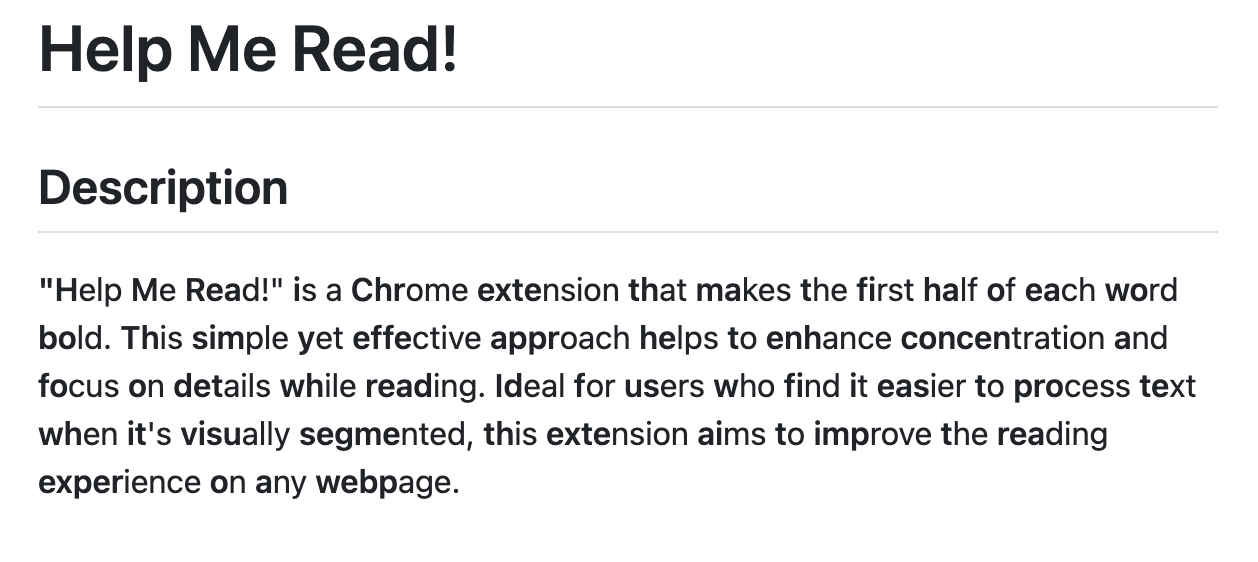 Help Me Read!
Description
"Help Me Read!" is a Chrome extension that makes the first half of each word
bold. This simple yet effective approach helps to enhance concentration and
focus on details while reading. Ideal for users who find it easier to process text
when it's visually segmented, this extension aims to improve the reading
experience on any webpage.